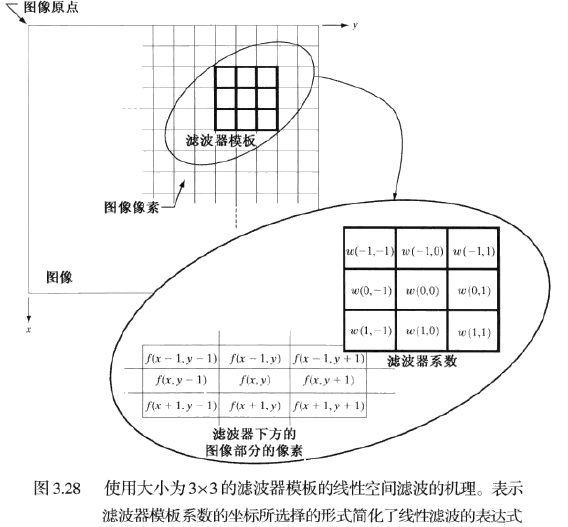 图像原点
y
滤波器模板
图像像素
图像
x
w(−1,−1) w(−1,0) w(−1,1)
w(0,−1) w(0,0) w(0,1)
w(1,−1) w(1,0) w(1,1)
滤波器系数
f(x − 1, y − 1) f(x − 1, y) f(x − 1, y + 1)
f(x, y − 1) f(x, y) f(x, y + 1)
f(x + 1, y − 1) f(x + 1, y) f(x + 1, y + 1)
滤波器下方的
图像部分的像素
图 3.28 使用大小为3×3的滤波器模板的线性空间滤波的机理。表示
滤波器模板系数的坐标所选择的形式简化了线性滤波的表达式